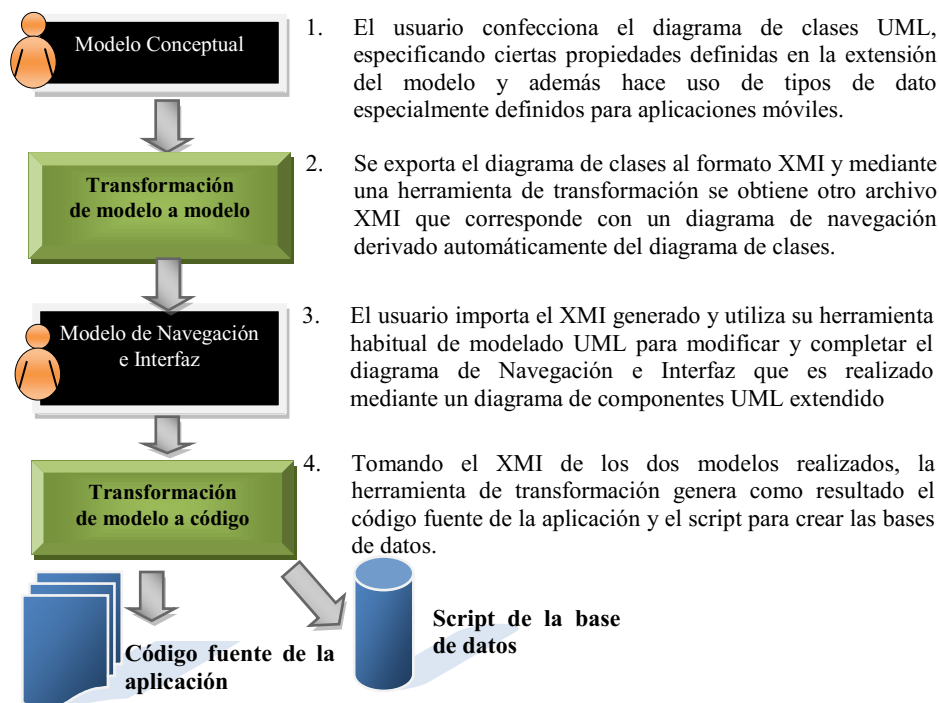 Modelo Conceptual
1. El usuario confecciona el diagrama de clases UML,
especificando ciertas propiedades definidas en la extensión
del modelo y además hace uso de tipos de dato
especialmente definidos para aplicaciones móviles.
Transformación
de modelo a modelo
2. Se exporta el diagrama de clases al formato XMI y mediante
una herramienta de transformación se obtiene otro archivo
XMI que corresponde con un diagrama de navegación
derivado automáticamente del diagrama de clases.
Modelo de Navegación
e Interfaz
3. El usuario importa el XMI generado y utiliza su herramienta
habitual de modelado UML para modificar y completar el
diagrama de Navegación e Interfaz que es realizado
mediante un diagrama de componentes UML extendido
Transformación
de modelo a código
4. Tomando el XMI de los dos modelos realizados, la
herramienta de transformación genera como resultado el
código fuente de la aplicación y el script para crear las bases
de datos.
Código fuente de la
aplicación
Script de la base
de datos